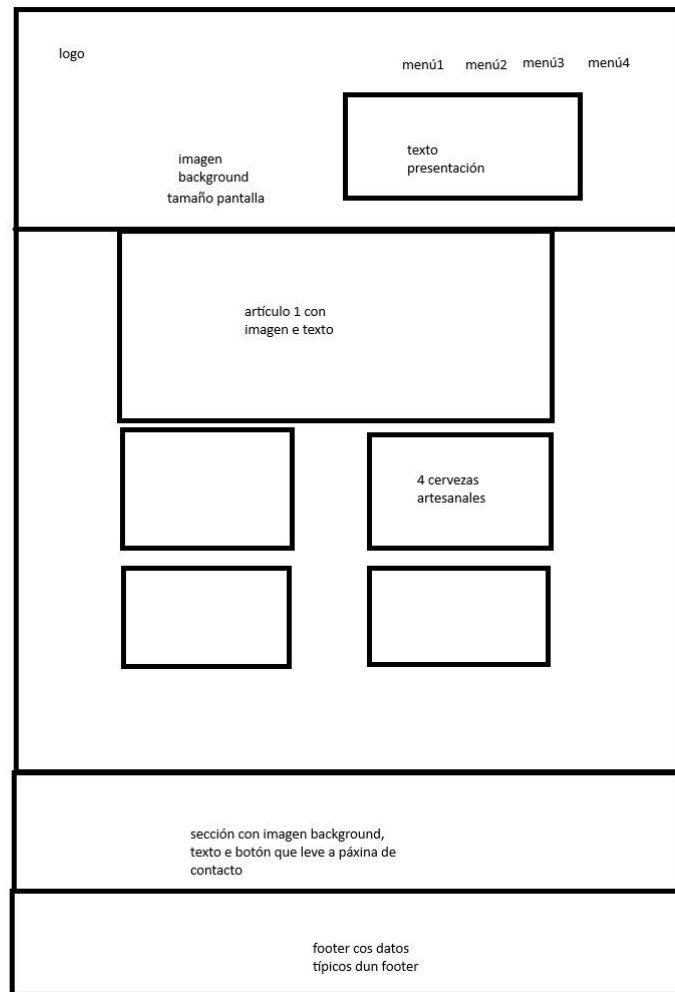 logo
menú1 menú2 menú3 menú4
imagen
background
tamaño pantalla
texto
presentación
artículo 1 con
imagen e texto
4 cervezas
artesanales
sección con imagen background,
texto e botón que leve a páxina de
contacto
footer cos datos
típicos dun footer